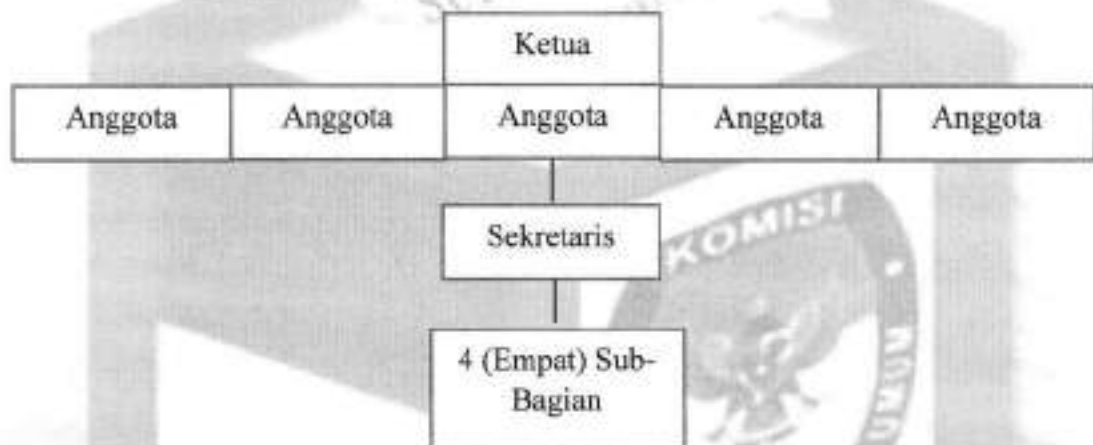 Ketua
Anggota Anggota Anggota Anggota Anggota
Sekretaris
4 (Empat) Sub-
Bagian
KOMISI